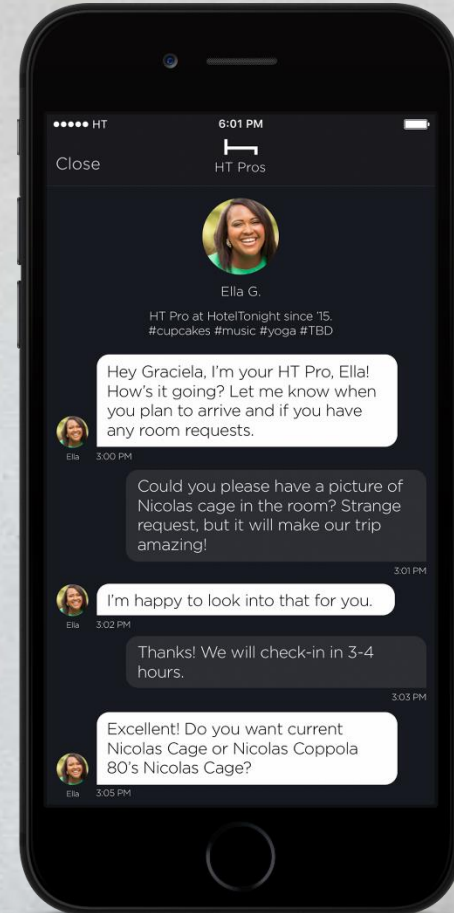 HT
6:01 PM
Close
HT Pros
Ella G.
HT Pro at HotelTonight since '15.
#cupcakes #music #yoga #TBD
Hey Graciela, I'm your HT Pro, Ella!
How's it going? Let me know when
you plan to arrive and if you have
any room requests.
Ella
3:00 PM
Could you please have a picture of
Nicolas cage in the room? Strange
request, but it will make our trip
amazing!
3:01 PM
I'm happy to look into that for you.
Ella
3:02 PM
Thanks! We will check-in in 3-4
hours.
3:03 PM
Excellent! Do you want current
Nicolas Cage or Nicolas Coppola
80's Nicolas Cage?
Ella
3:05 PM